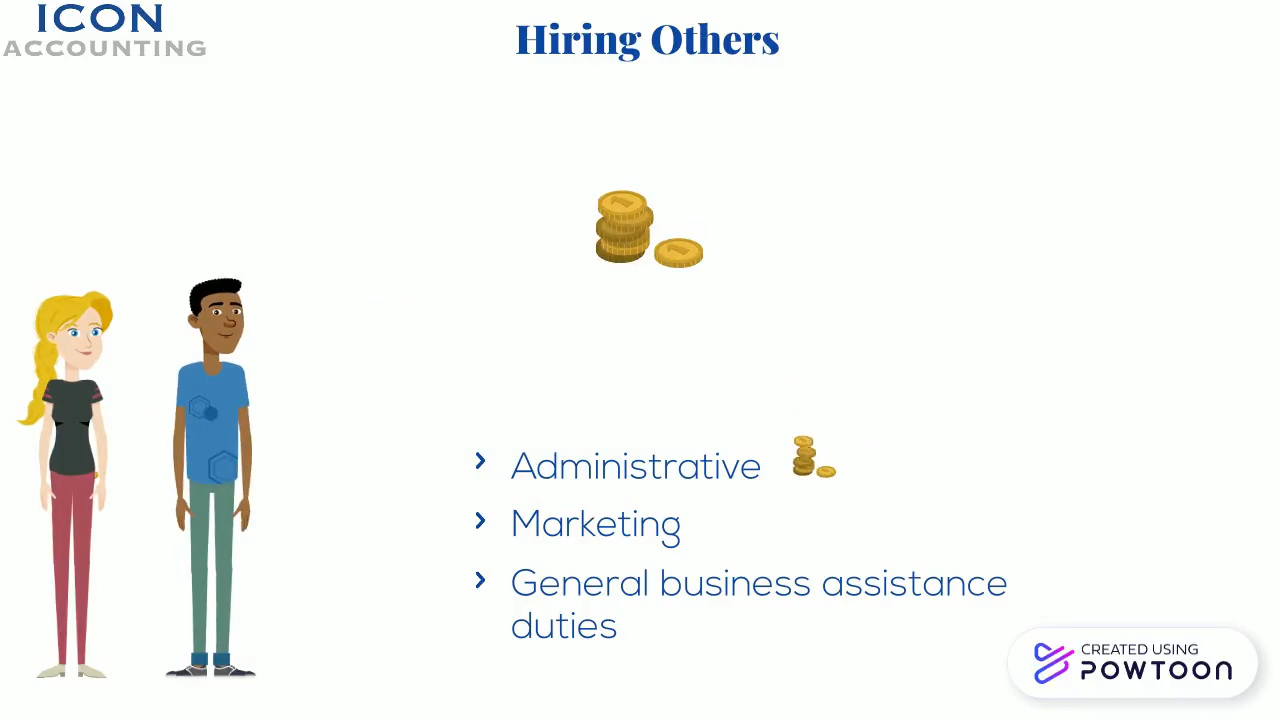 ICON
ACCOUNTING
Hiring Others
Administrative
Marketing
General business assistance
duties
CREATED USING
POWTOON